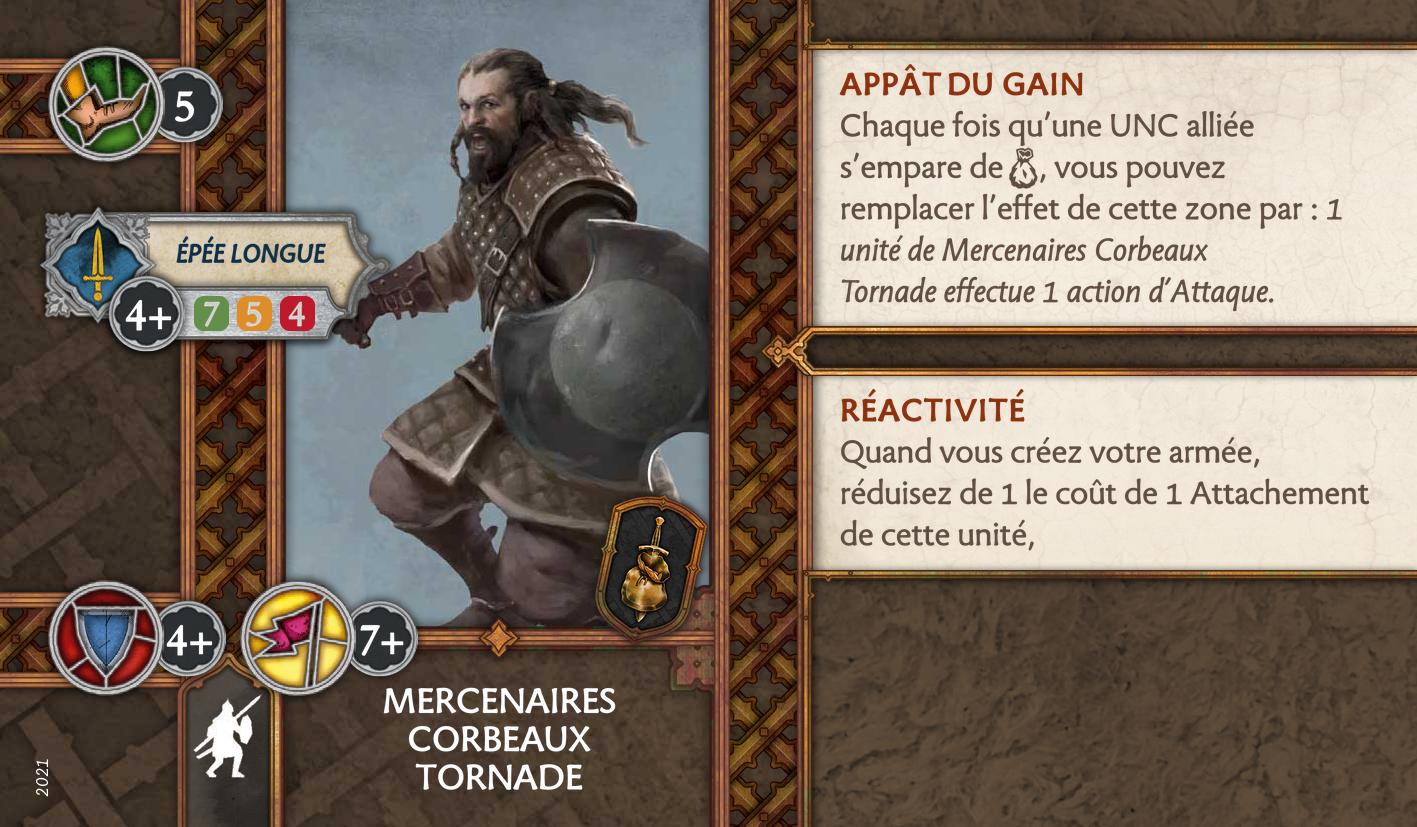 5
ÉPÉE LONGUE
4+ 7 5 4
4+ 7+
MERCENAIRES
CORBEAUX
TORNADE
2021
APPÂT DU GAIN
Chaque fois qu’une UNC alliée
s’empare de , vous pouvez
remplacer l’effet de cette zone par : 1
unité de Mercenaires Corbeaux
Tornade effectue 1 action d’Attaque.
RÉACTIVITÉ
Quand vous créez votre armée,
réduisez de 1 le coût de 1 Attachement
de cette unité,